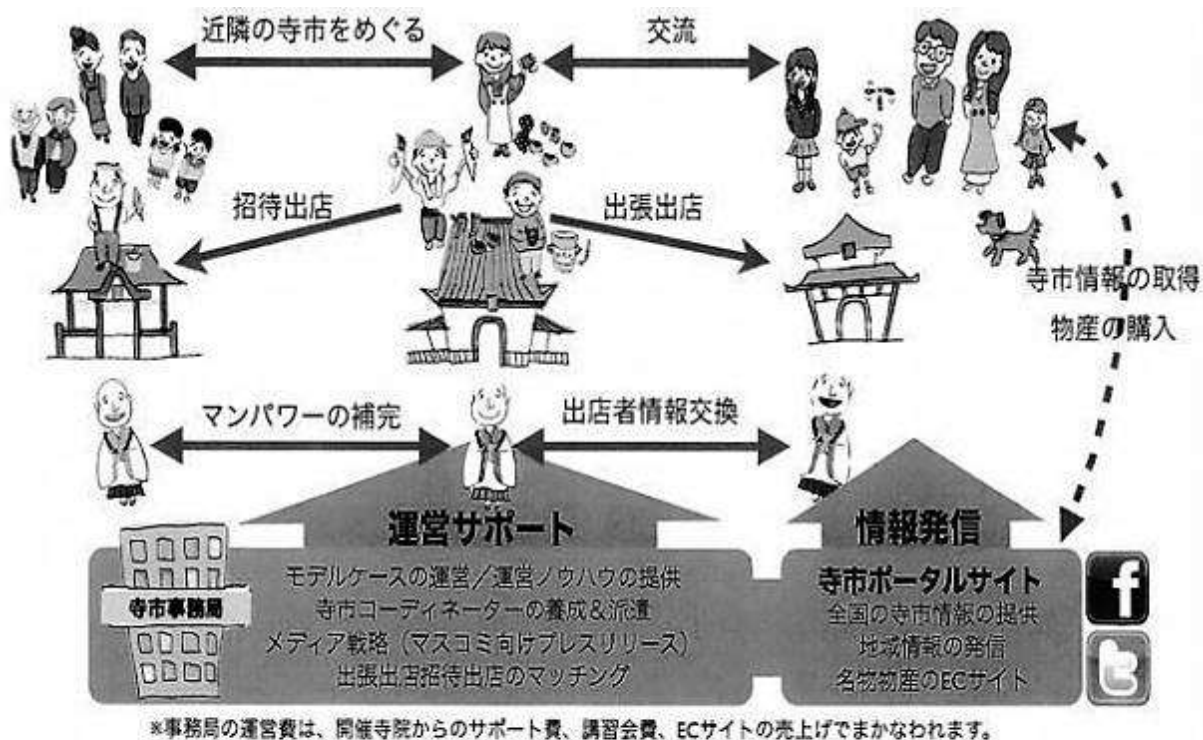 近隣の寺市をめぐる
交流
招待出店
出張出店
寺市情報の取得
物産の購入
マンパワーの補完
出店者情報交換
運営サポート
モデルケースの運営／運営ノウハウの提供
寺市コーディネーターの養成&派遣
メディア戦略（マスコミ向けプレスリリース）
出張出店招待出店のマッチング
寺市事務局
情報発信
寺市ポータルサイト
全国の寺市情報の提供
地域情報の発信
名物物産のECサイト
f
t
*事務局の運営費は、開催寺院からのサポート費、講習会費、ECサイトの売上げでまかなわれます。